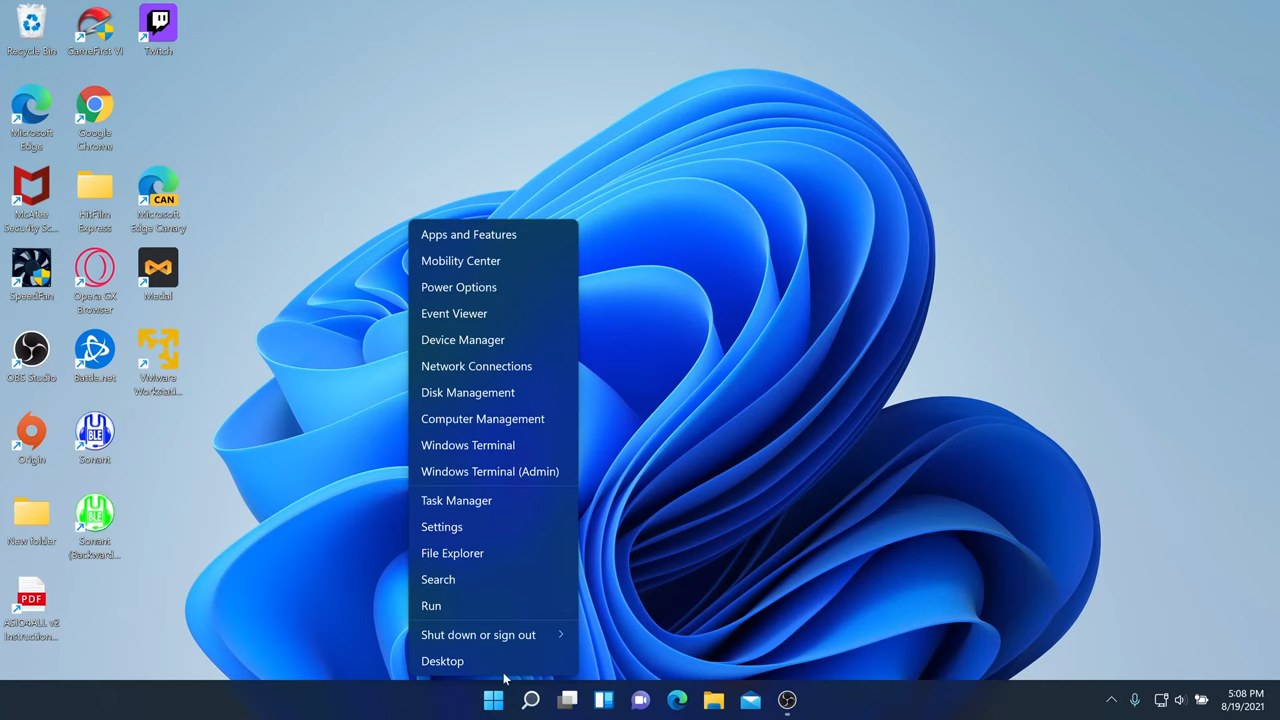 Recycle Bin
GameFirst VI
Twitch
Microsoft
Edge
Google
Chrome
McAfee
Security Sc...
HitFilm
Express
CAN
Microsoft
Edge Canary
SpeedFan
Opera GX
Browser
Medal
OBS Studio
Battle.net
VMware
Workstati...
Origin
U
BLE
Sonant
New folder
U
BLE
Sonant
(Backward...
PDF
ASIO4ALL v2
Instruction...
Apps and Features
Mobility Center
Power Options
Event Viewer
Device Manager
Network Connections
Disk Management
Computer Management
Windows Terminal
Windows Terminal (Admin)
Task Manager
Settings
File Explorer
Search
Run
Shut down or sign out
Desktop
5:08 PM
8/19/2021